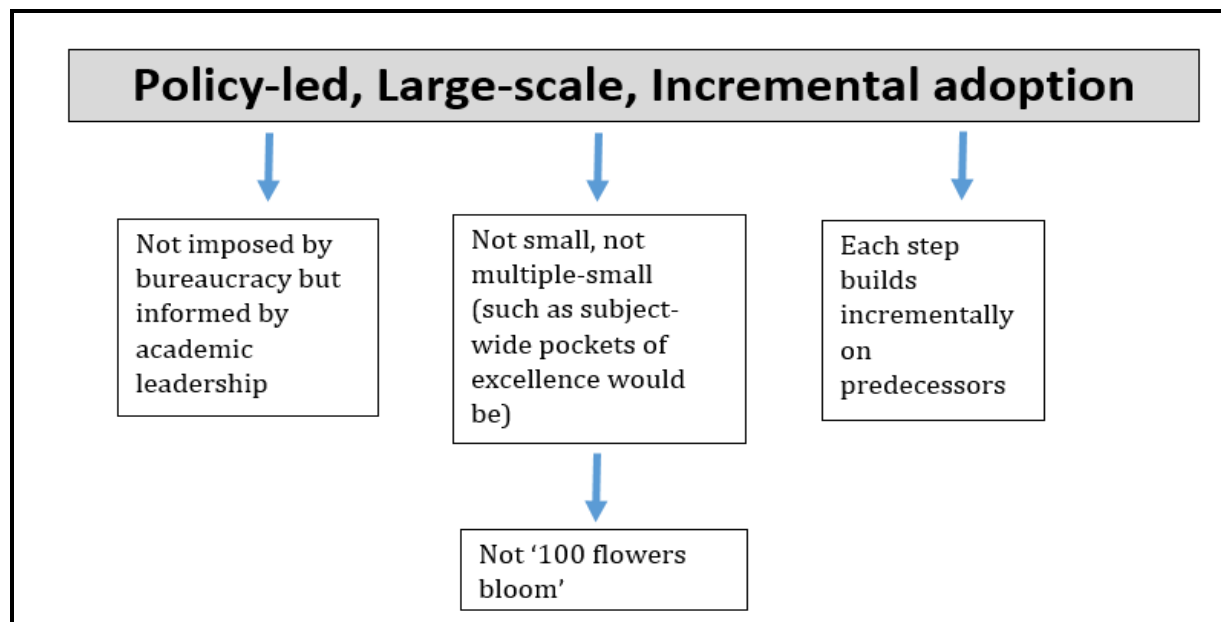 Policy-led, Large-scale, Incremental adoption
Not imposed by
bureaucracy but
informed by
academic
leadership
Not small, not
multiple-small
(such as subject-
wide pockets of
excellence would
be)
Each step
builds
incrementally
on
predecessors
Not ‘100 flowers
bloom’